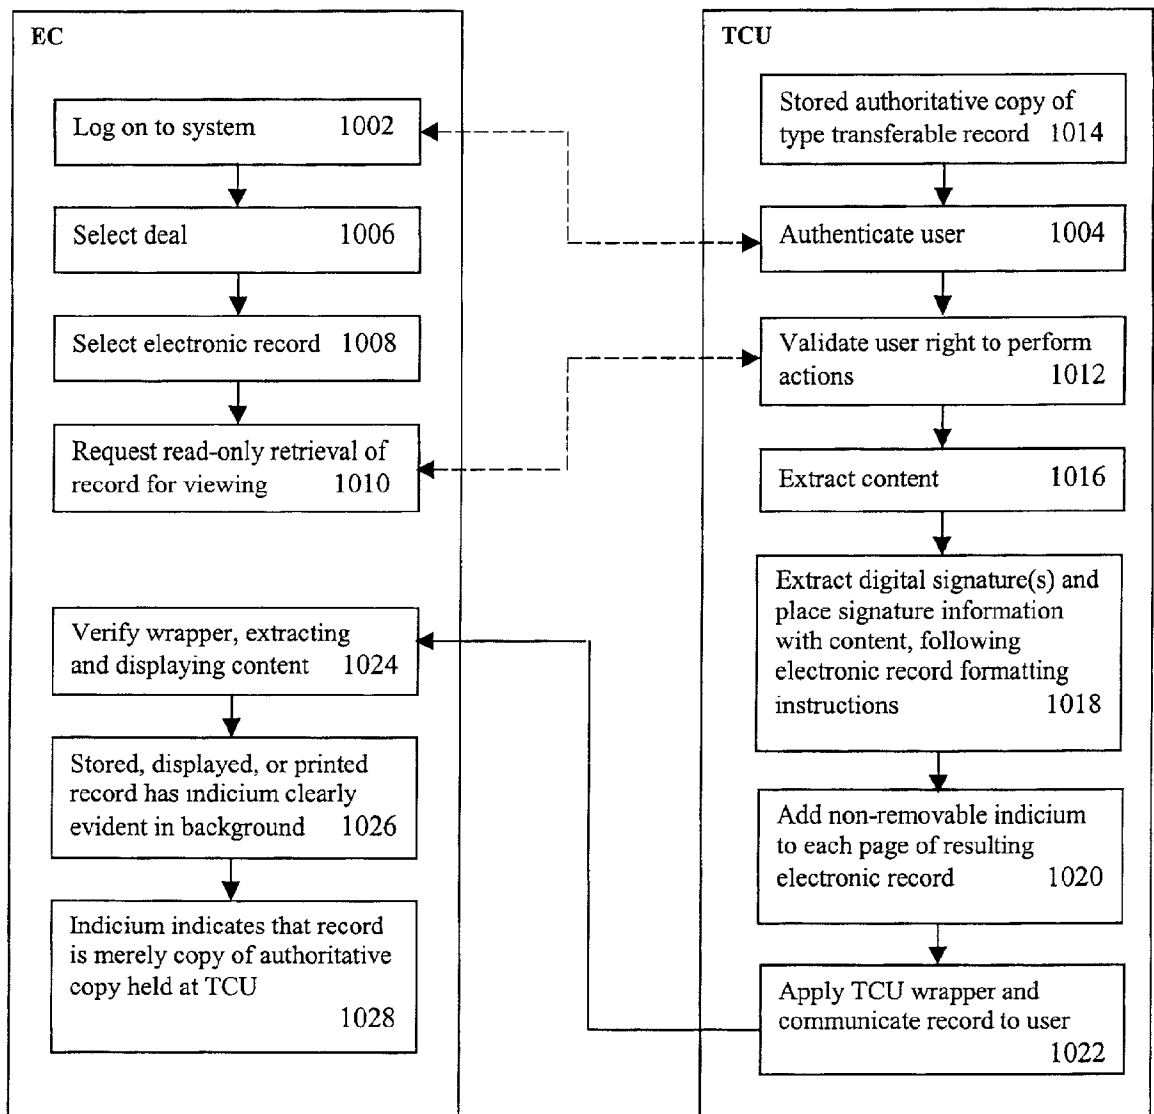 EC
Log on to system 1002
Select deal 1006
Select electronic record 1008
Request read-only retrieval of
record for viewing 1010
Verify wrapper, extracting
and displaying content 1024
Stored, displayed, or printed
record has indicium clearly
evident in background 1026
Indicium indicates that record
is merely copy of authoritative
copy held at TCU
1028
TCU
Stored authoritative copy of
type transferable record 1014
Authenticate user 1004
Validate user right to perform
actions 1012
Extract content 1016
Extract digital signature(s) and
place signature information
with content, following
electronic record formatting
instructions 1018
Add non-removable indicium
to each page of resulting
electronic record 1020
Apply TCU wrapper and
communicate record to user
1022